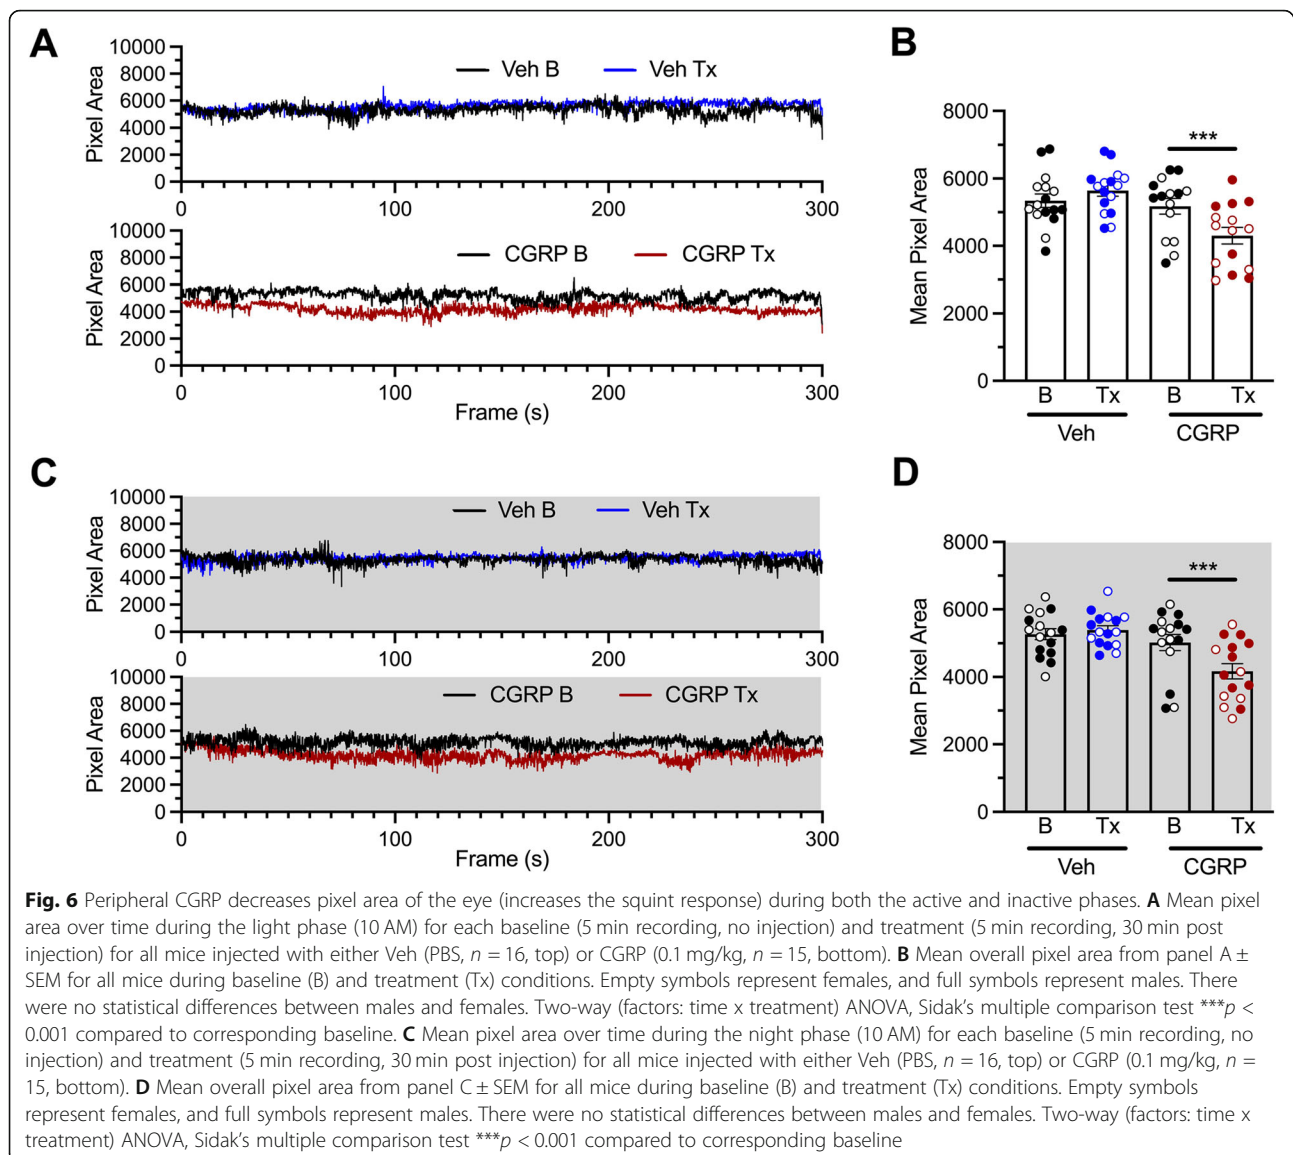 A
10000
8000
6000
4000
2000
0
Pixel Area
Veh B
Veh Tx
0
100
200
300
10000
8000
6000
4000
2000
0
Pixel Area
CGRP B
CGRP Tx
0
100
200
300
Frame (s)
B
8000
6000
4000
2000
0
Mean Pixel Area
***
B Tx B Tx
Veh CGRP
C
10000
8000
6000
4000
2000
0
Pixel Area
Veh B
Veh Tx
0
100
200
300
10000
8000
6000
4000
2000
0
Pixel Area
CGRP B
CGRP Tx
0
100
200
300
Frame (s)
D
8000
6000
4000
2000
0
Mean Pixel Area
***
B Tx B Tx
Veh CGRP
Fig. 6 Peripheral CGRP decreases pixel area of the eye (increases the squint response) during both the active and inactive phases. A Mean pixel
area over time during the light phase (10 AM) for each baseline (5 min recording, no injection) and treatment (5 min recording, 30 min post
injection) for all mice injected with either Veh (PBS, n = 16, top) or CGRP (0.1 mg/kg, n = 15, bottom). B Mean overall pixel area from panel A ±
SEM for all mice during baseline (B) and treatment (Tx) conditions. Empty symbols represent females, and full symbols represent males. There
were no statistical differences between males and females. Two-way (factors: time x treatment) ANOVA, Sidak's multiple comparison test ***p <
0.001 compared to corresponding baseline. C Mean pixel area over time during the night phase (10 AM) for each baseline (5 min recording, no
injection) and treatment (5 min recording, 30 min post injection) for all mice injected with either Veh (PBS, n = 16, top) or CGRP (0.1 mg/kg, n =
15, bottom). D Mean overall pixel area from panel C ± SEM for all mice during baseline (B) and treatment (Tx) conditions. Empty symbols
represent females, and full symbols represent males. There were no statistical differences between males and females. Two-way (factors: time x
treatment) ANOVA, Sidak's multiple comparison test ***p < 0.001 compared to corresponding baseline